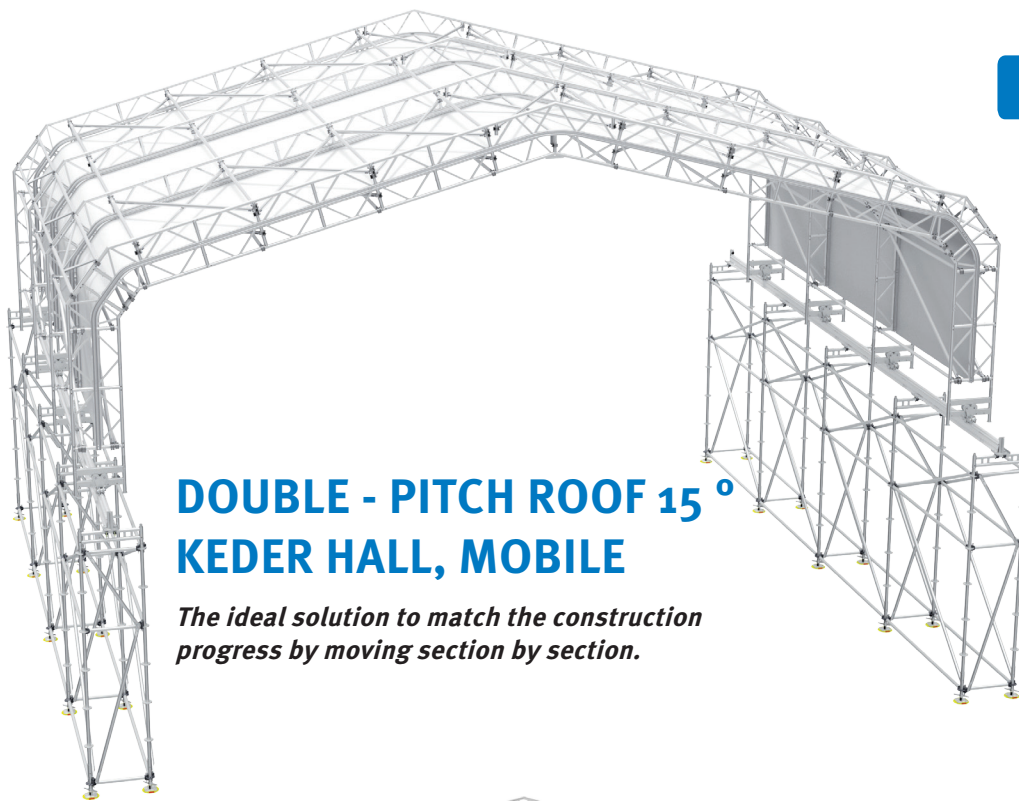 DOUBLE - PITCH ROOF 15 °
KEDER HALL, MOBILE
The ideal solution to match the construction
progress by moving section by section.